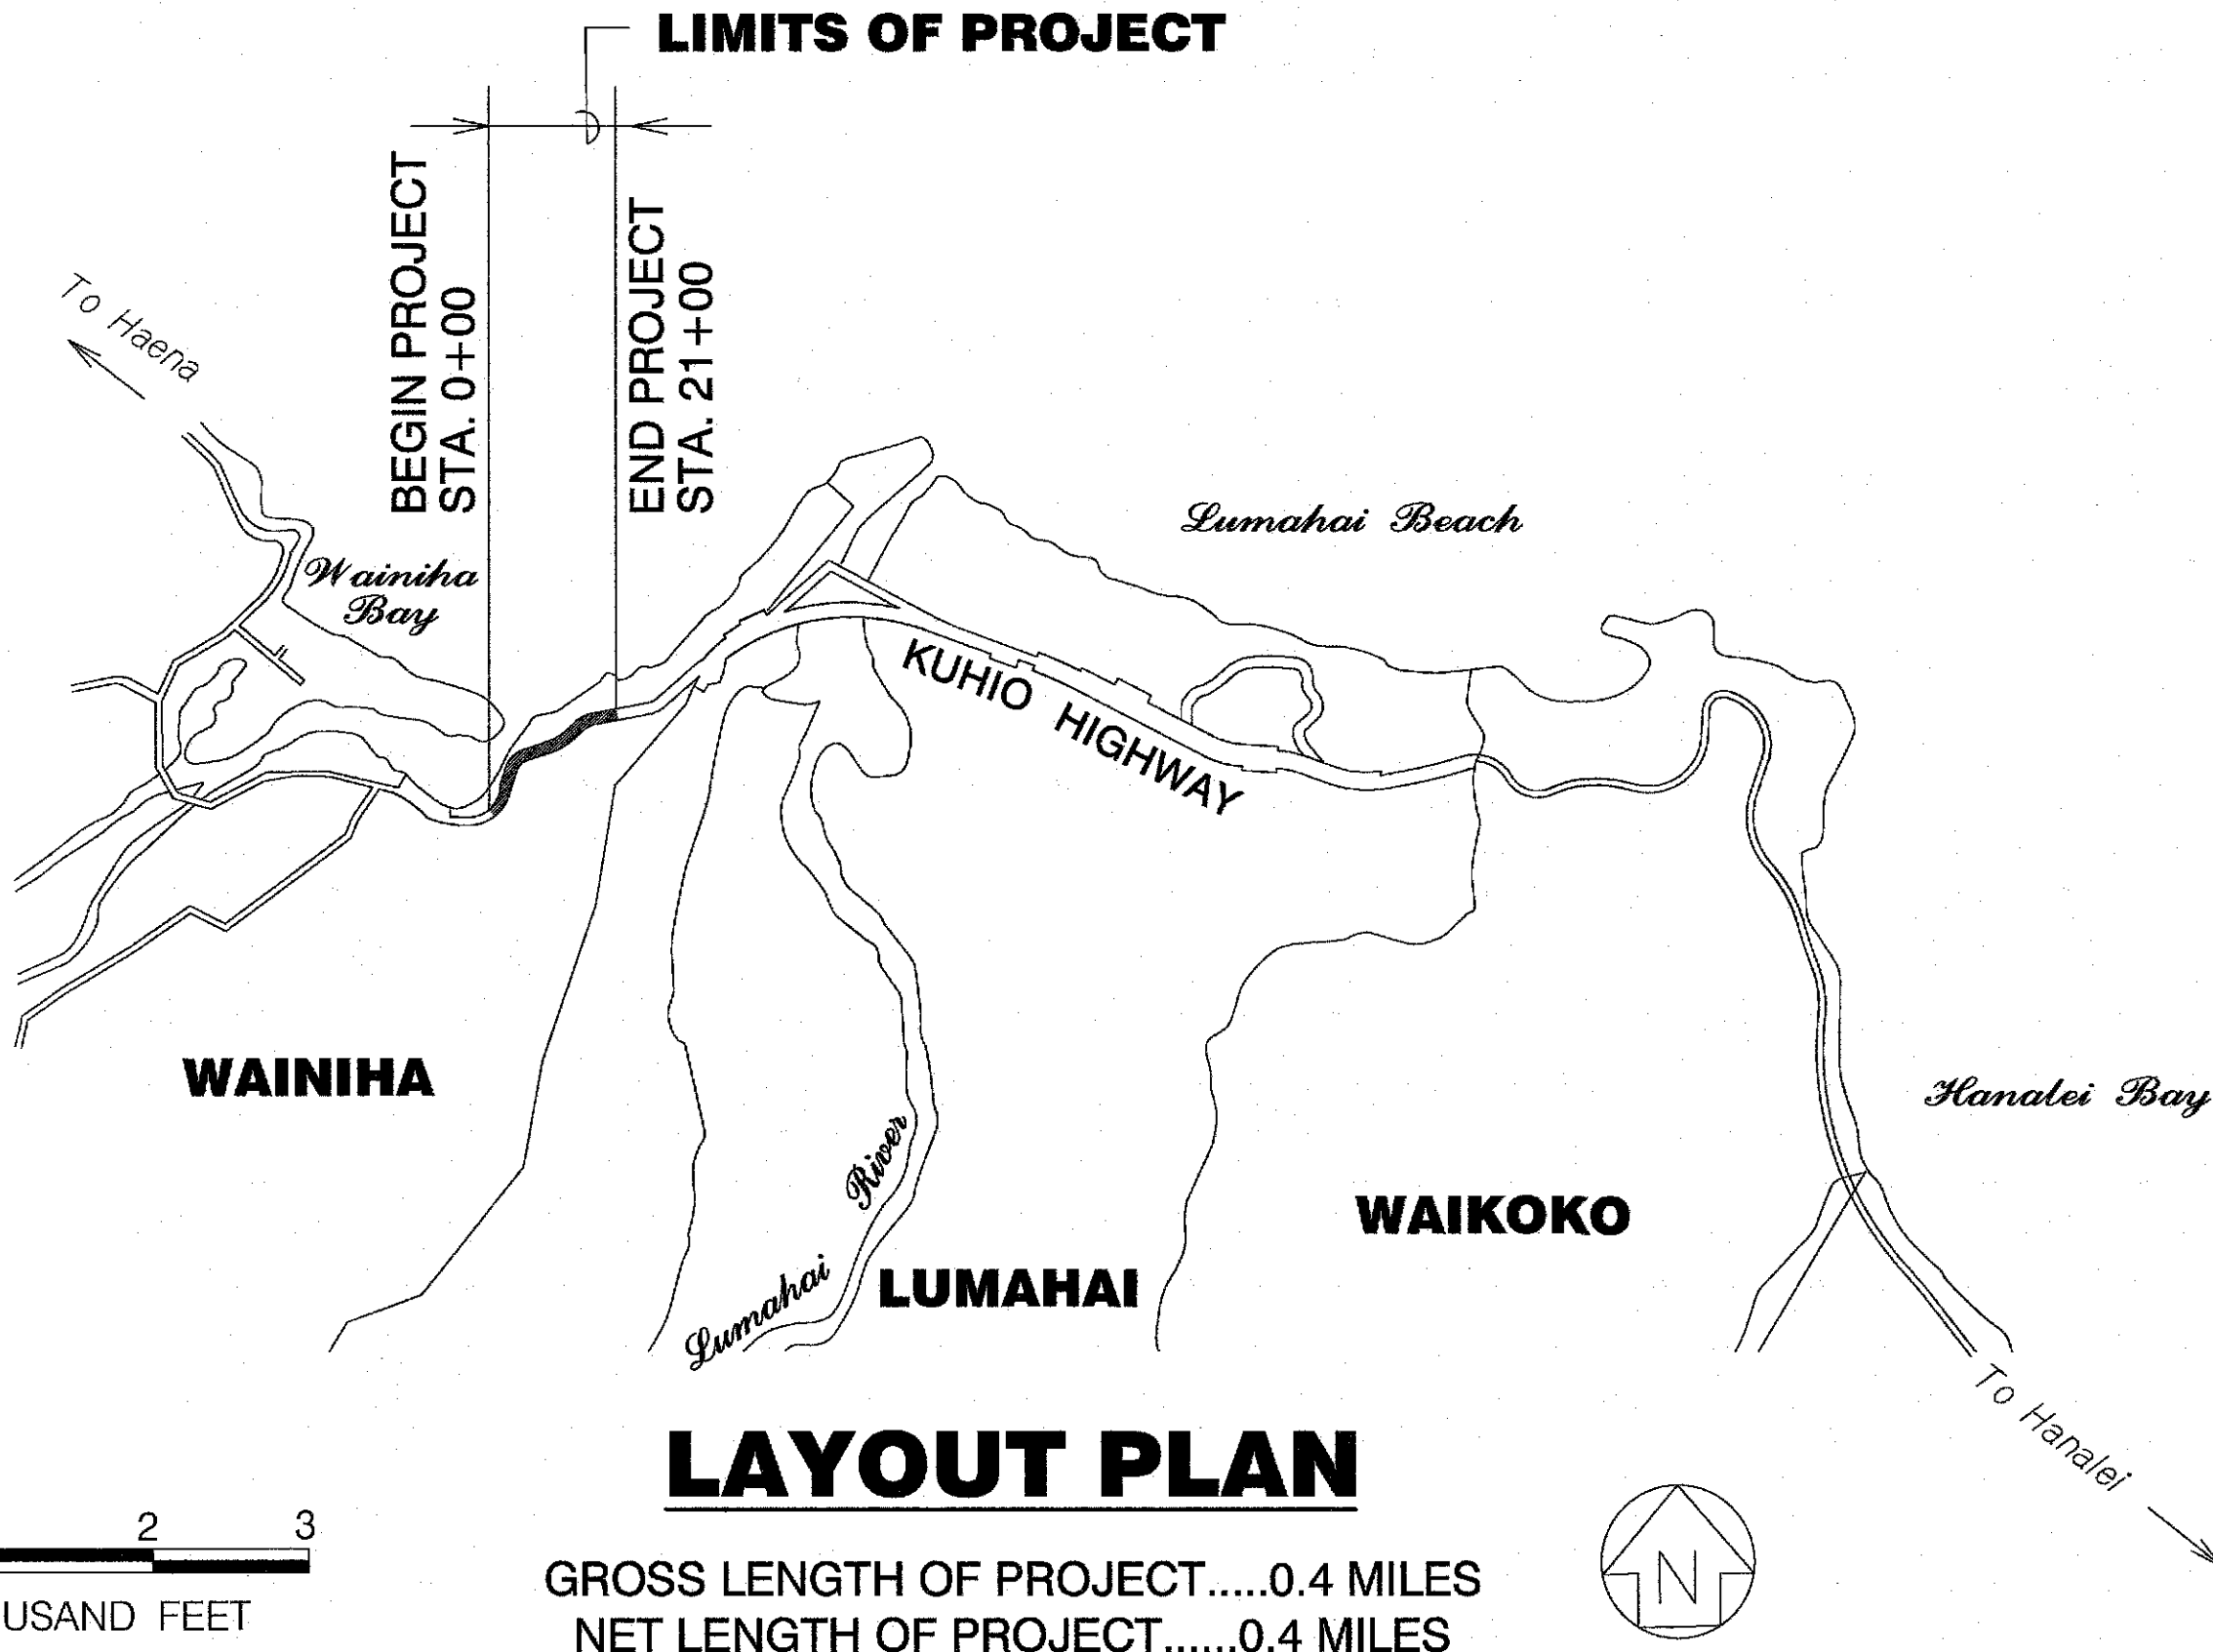 LIMITS OF PROJECT
BEGIN PROJECT
STA. 0+00
END PROJECT
STA. 21+00
To Haena
Wainiha
Bay
Lumahai Beach
KUHIO HIGHWAY
WAINIHA
Hanalei Bay
WAIKOKO
Lumahai River
LUMAHAI
To Hanalei
LAYOUT PLAN
2 3
USAND FEET
GROSS LENGTH OF PROJECT.....0.4 MILES
NET LENGTH OF PROJECT......0.4 MILES
N